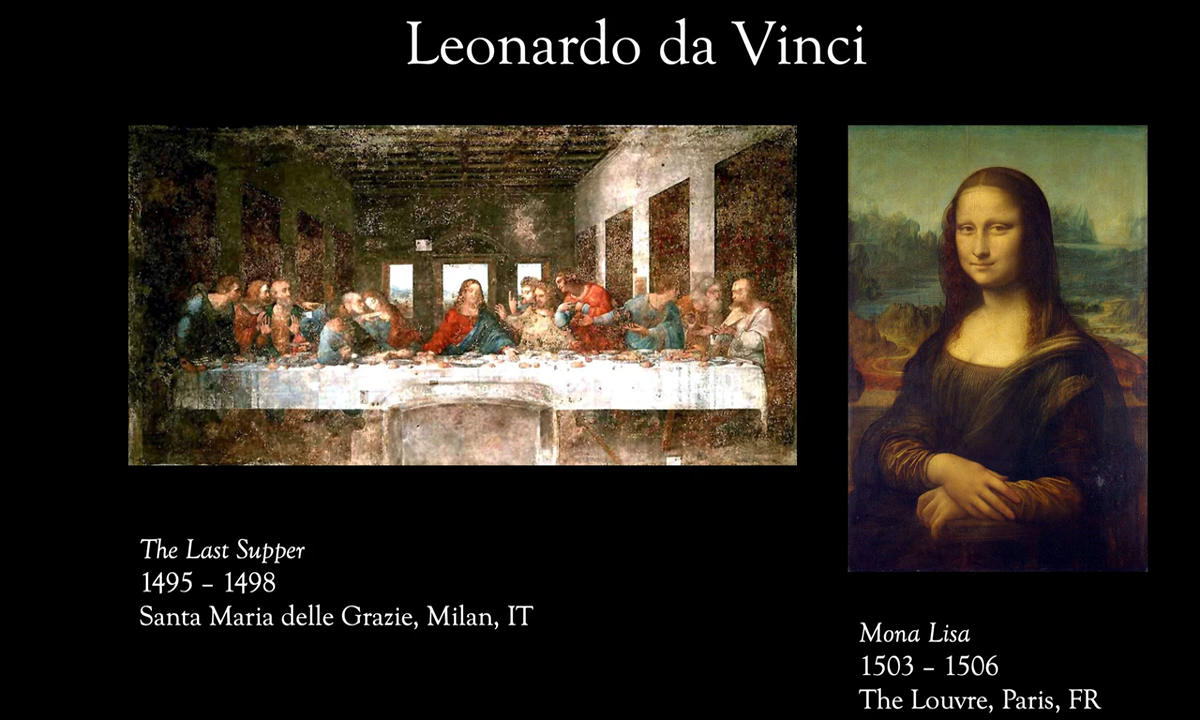 Leonardo da Vinci
The Last Supper
1495 – 1498
Santa Maria delle Grazie, Milan, IT
Mona Lisa
1503 – 1506
The Louvre, Paris, FR